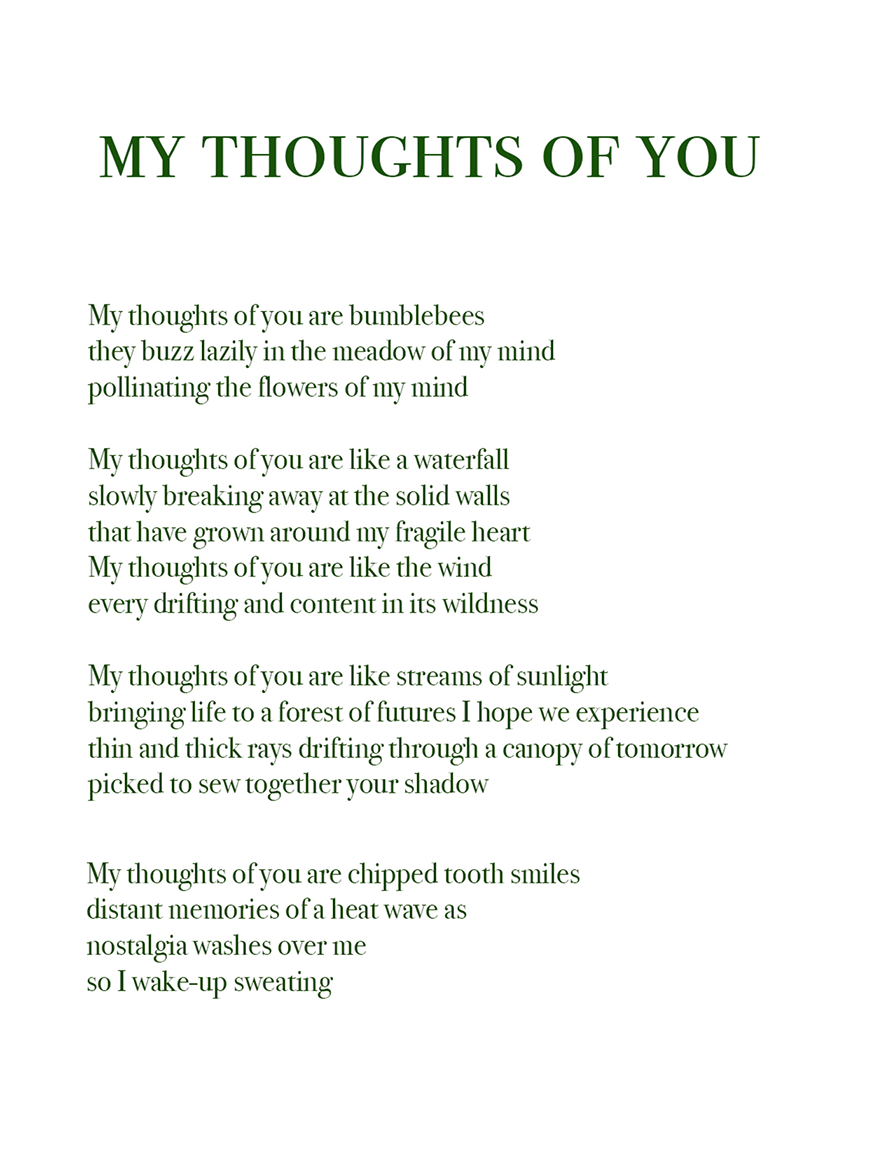 MY THOUGHTS OF YOU
My thoughts of you are bumblebees
they buzz lazily in the meadow of my mind
pollinating the flowers of my mind
My thoughts of you are like a waterfall
slowly breaking away at the solid walls
that have grown around my fragile heart
My thoughts of you are like the wind
every drifting and content in its wildness
My thoughts of you are like streams of sunlight
bringing life to a forest of futures I hope we experience
thin and thick rays drifting through a canopy of tomorrow
picked to sew together your shadow
My thoughts of you are chipped tooth smiles
distant memories of a heat wave as
nostalgia washes over me
so I wake-up sweating